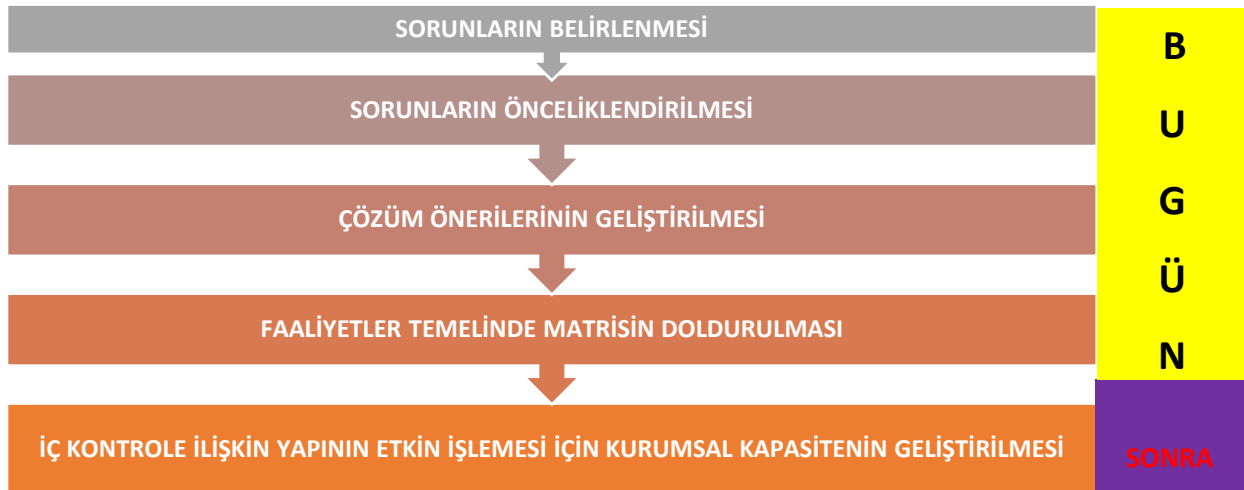 SORUNLARIN BELİRLENMESİ
SORUNLARIN ÖNCELİKLENDİRİLMESİ
ÇÖZÜM ÖNERİLERİNİN GELİŞTİRİLMESİ
FAALİYETLER TEMELİNDE MATRİSİN DOLDURULMASI
İÇ KONTROLE İLİŞKİN YAPININ ETKİN İŞLEMESİ İÇİN KURUMSAL KAPASİTENİN GELİŞTİRİLMESİ
B
U
G
Ü
N
SONRA